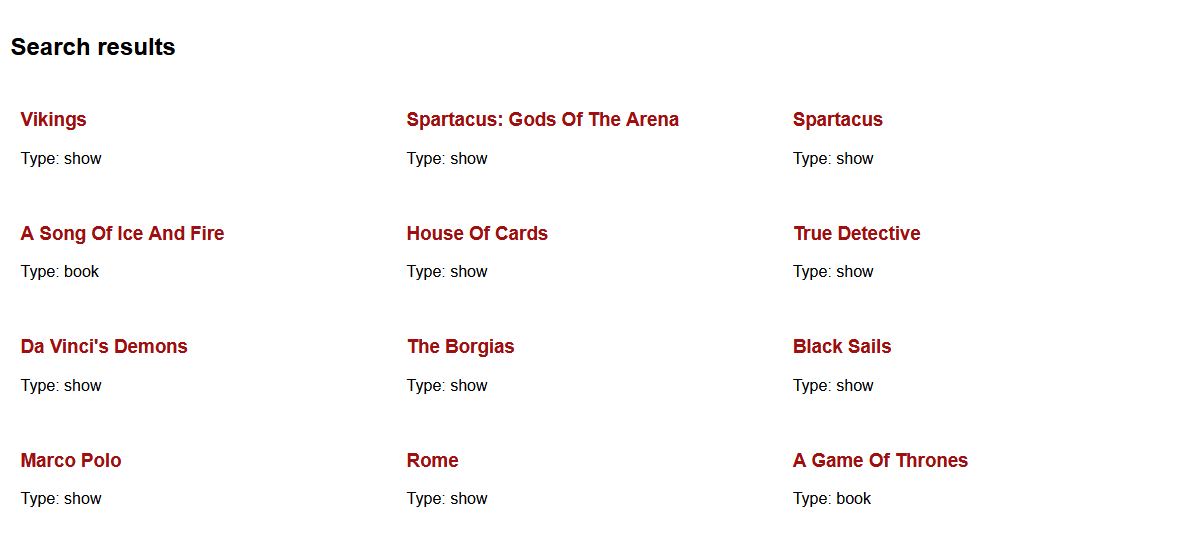 Search results
Vikings
Spartacus: Gods Of The Arena
Spartacus
Type: show
Type: show
Type: show
A Song Of Ice And Fire
House Of Cards
True Detective
Type: book
Type: show
Type: show
Da Vinci's Demons
The Borgias
Black Sails
Type: show
Type: show
Type: show
Marco Polo
Rome
A Game Of Thrones
Type: show
Type: show
Type: book